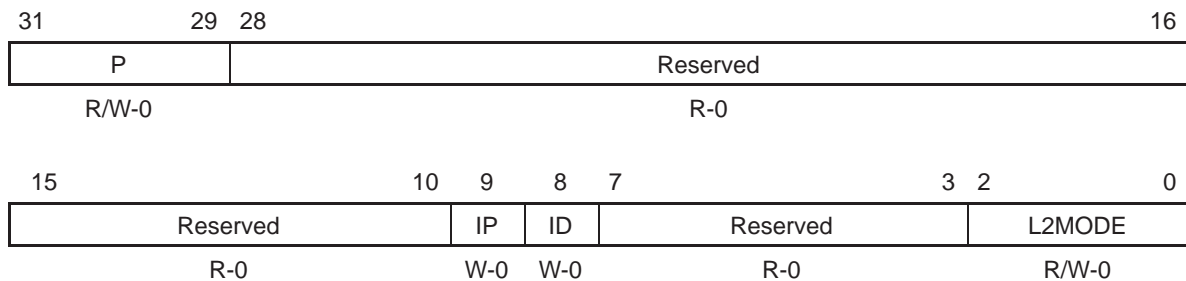 31 29 28 16
P Reserved
R/W-0 R-0
15 10 9 8 7 3 2 0
Reserved IP ID Reserved L2MODE
R-0 W-0 W-0 R-0 R/W-0